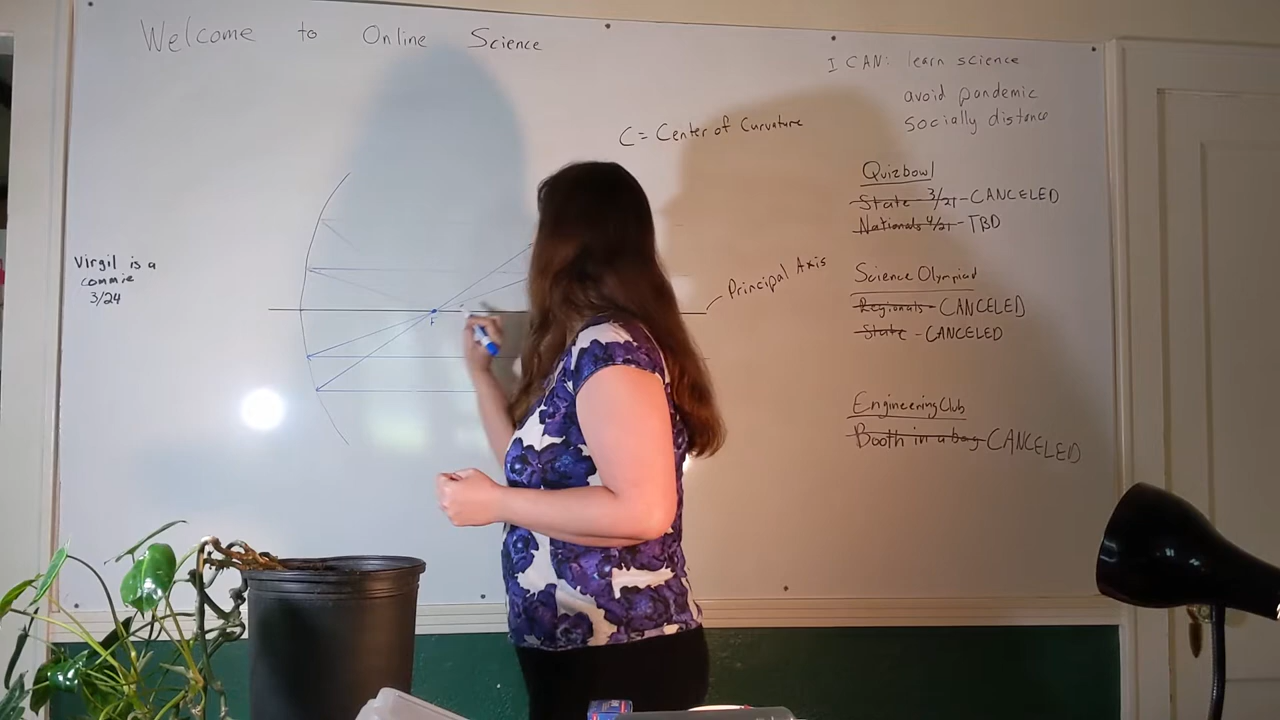 Welcome to Online Science
I CAN: learn science
avoid pandemic
socially distance
C = Center of Curvature
Quizbowl
State 3/21 - CANCELED
Nationals 4/21 - TBD
Virgil is a
commie
3/24
Principal Axis
F
Science Olympiad
Regionals - CANCELED
State - CANCELED
Engineering Club
Booth in a bag CANCELED